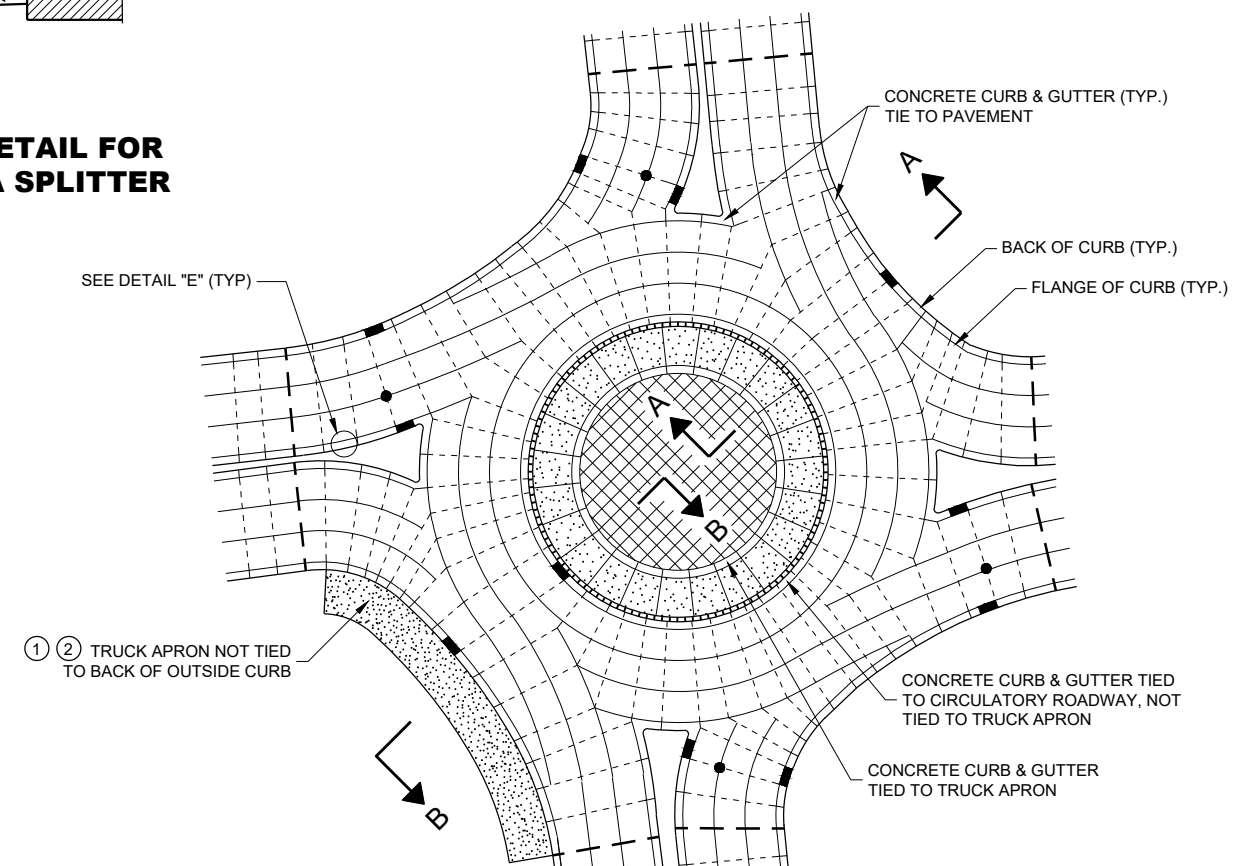 ETAIL FOR
A SPLITTER
CONCRETE CURB & GUTTER (TYP.)
TIE TO PAVEMENT
A
BACK OF CURB (TYP.)
SEE DETAIL "E" (TYP)
FLANGE OF CURB (TYP.)
A
B
1 2 TRUCK APRON NOT TIED
TO BACK OF OUTSIDE CURB
CONCRETE CURB & GUTTER TIED
TO CIRCULATORY ROADWAY, NOT
TIED TO TRUCK APRON
CONCRETE CURB & GUTTER
TIED TO TRUCK APRON
B